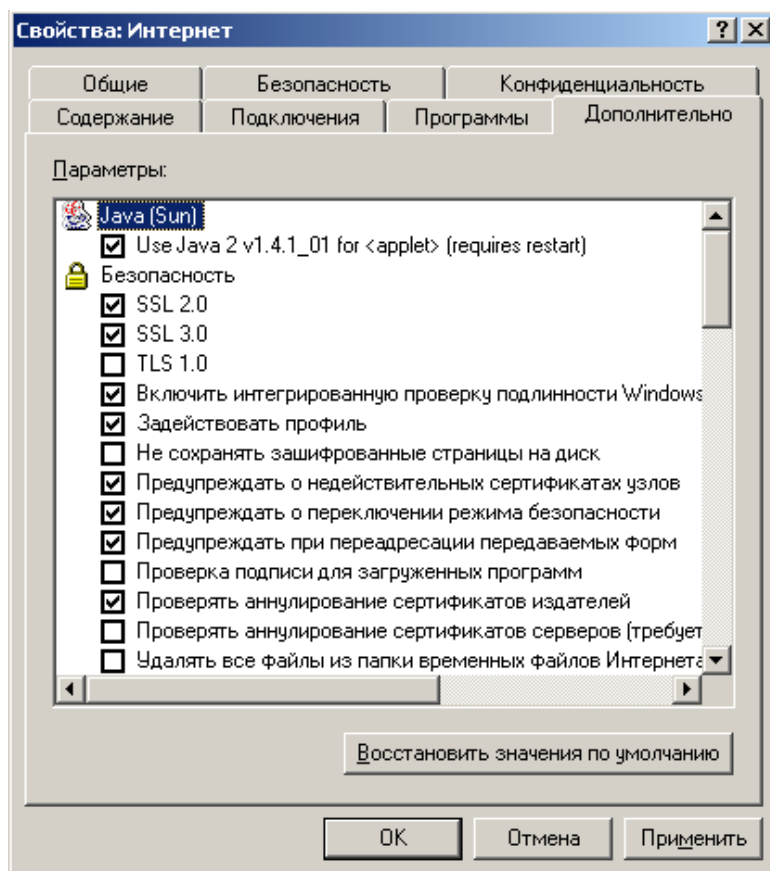 Свойства: Интернет
Общие Безопасность Конфиденциальность
Содержание Подключения Программы Дополнительно
Параметры:
Java (Sun)
Use Java 2 v1.4.1_01 for <applet> (requires restart)
Безопасность
SSL 2.0
SSL 3.0
TLS 1.0
Включить интегрированную проверку подлинности Windows
Задействовать профиль
Не сохранять зашифрованные страницы на диск
Предупреждать о недействительных сертификатах узлов
Предупреждать о переключении режима безопасности
Предупреждать при переадресации передаваемых форм
Проверка подписи для загруженных программ
Проверять аннулирование сертификатов издателей
Проверять аннулирование сертификатов серверов (требует
Удалять все файлы из папки временных файлов Интернета
Восстановить значения по умолчанию
OK Отмена Применить